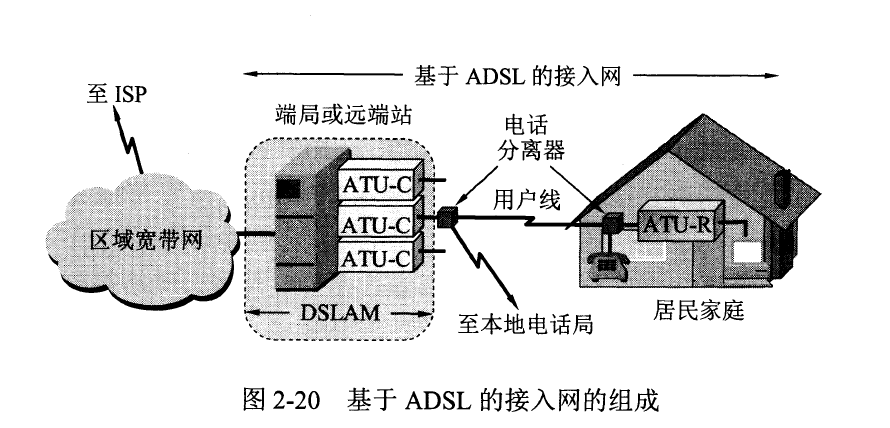 基于 ADSL 的接入网
至 ISP
端局或远端站
电话
分离器
ATU-C
用户线
ATU-C
ATU-R
区域宽带网
ATU-C
DSLAM
至本地电话局
居民家庭
图 2-20 基于 ADSL 的接入网的组成